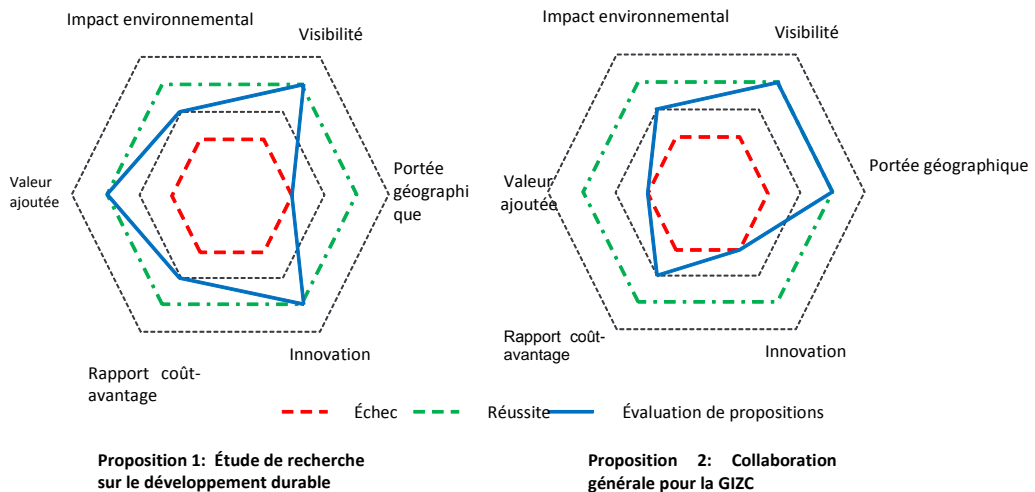 Impact environnemental
Visibilité
Portée
géographi
que
Valeur
ajoutée
Innovation
Rapport coût-
avantage
Impact environnemental
Visibilité
Portée géographique
Valeur
ajoutée
Rapport coût-
avantage
Innovation
Échec
Réussite
Évaluation de propositions
Proposition 1: Étude de recherche
sur le développement durable
Proposition 2: Collaboration
générale pour la GIZC